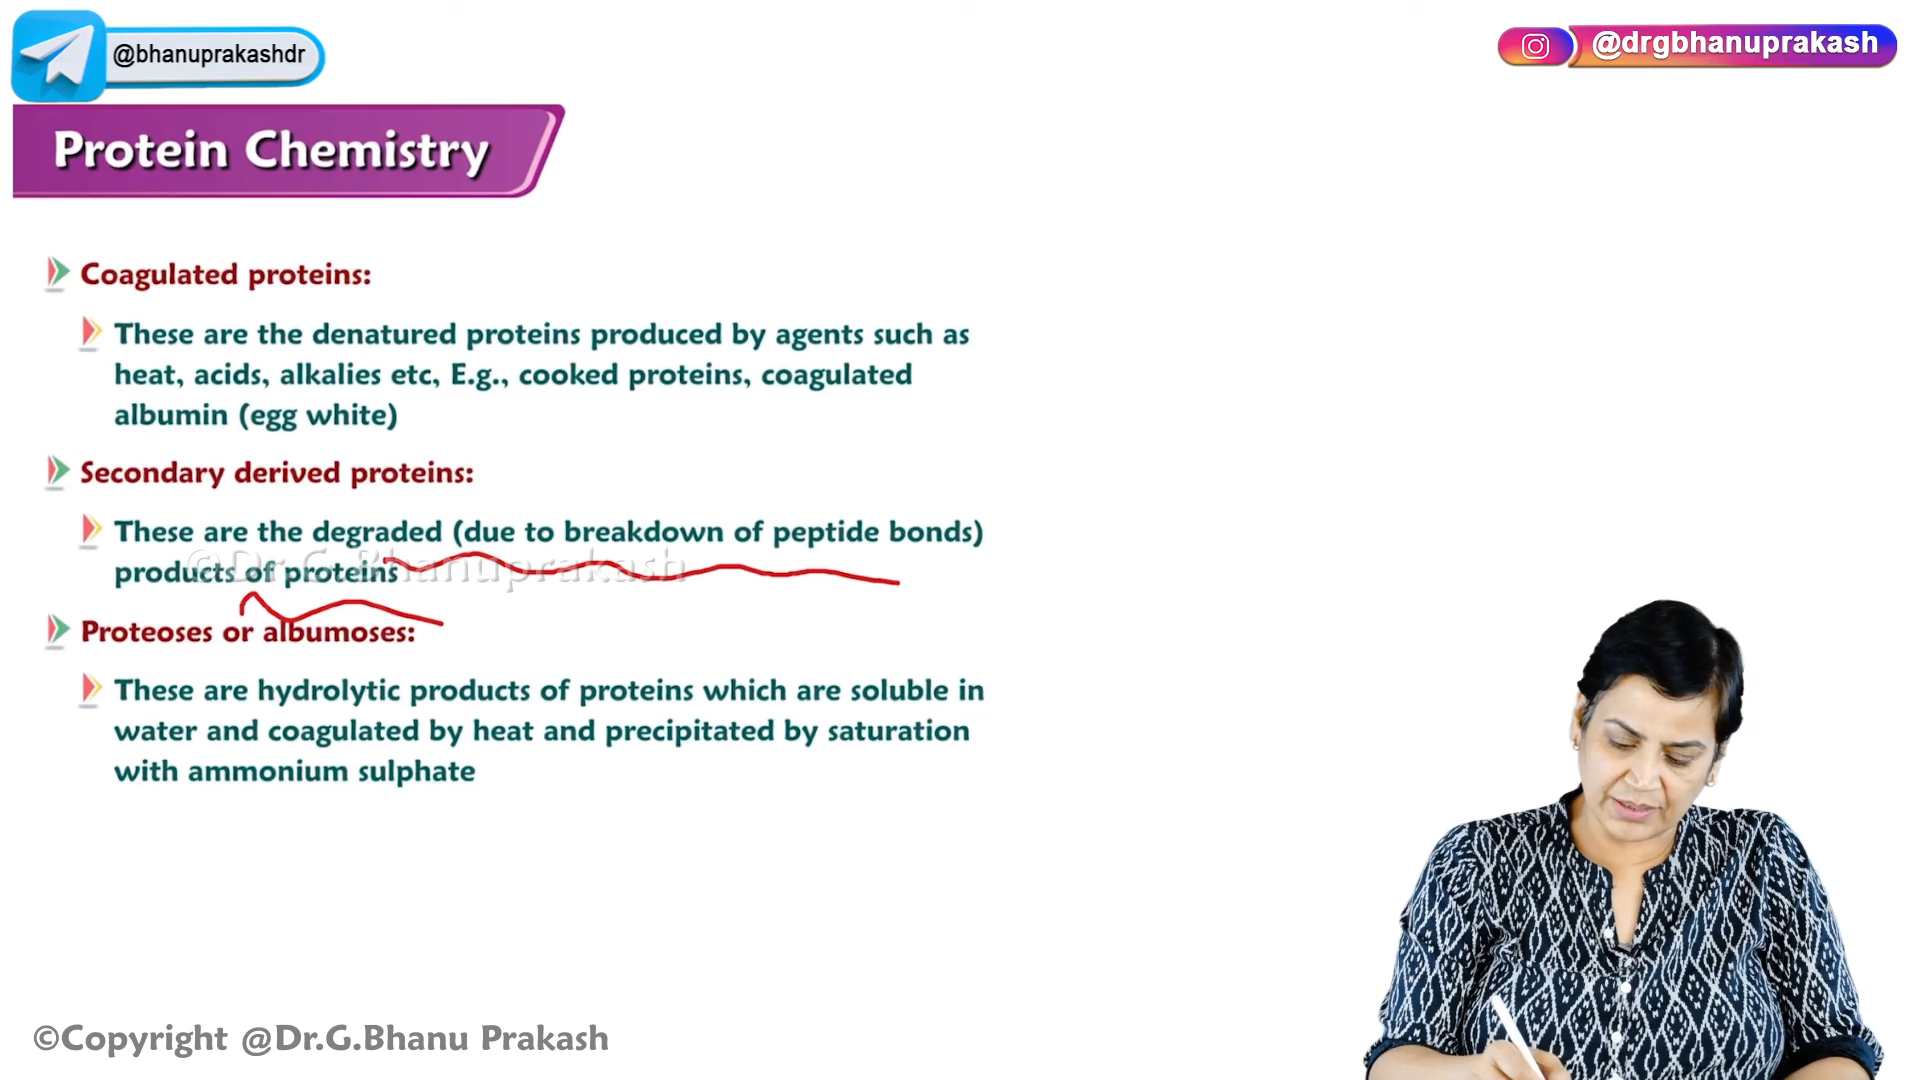 @bhanuprakashdr
@drgbhanuprakash
Protein Chemistry
Coagulated proteins:
These are the denatured proteins produced by agents such as
heat, acids, alkalies etc, E.g., cooked proteins, coagulated
albumin (egg white)
Secondary derived proteins:
These are the degraded (due to breakdown of peptide bonds)
products of proteins
©Dr.G.Bhanuprakash
Proteoses or albumoses:
These are hydrolytic products of proteins which are soluble in
water and coagulated by heat and precipitated by saturation
with ammonium sulphate
©Copyright @Dr.G.Bhanu Prakash